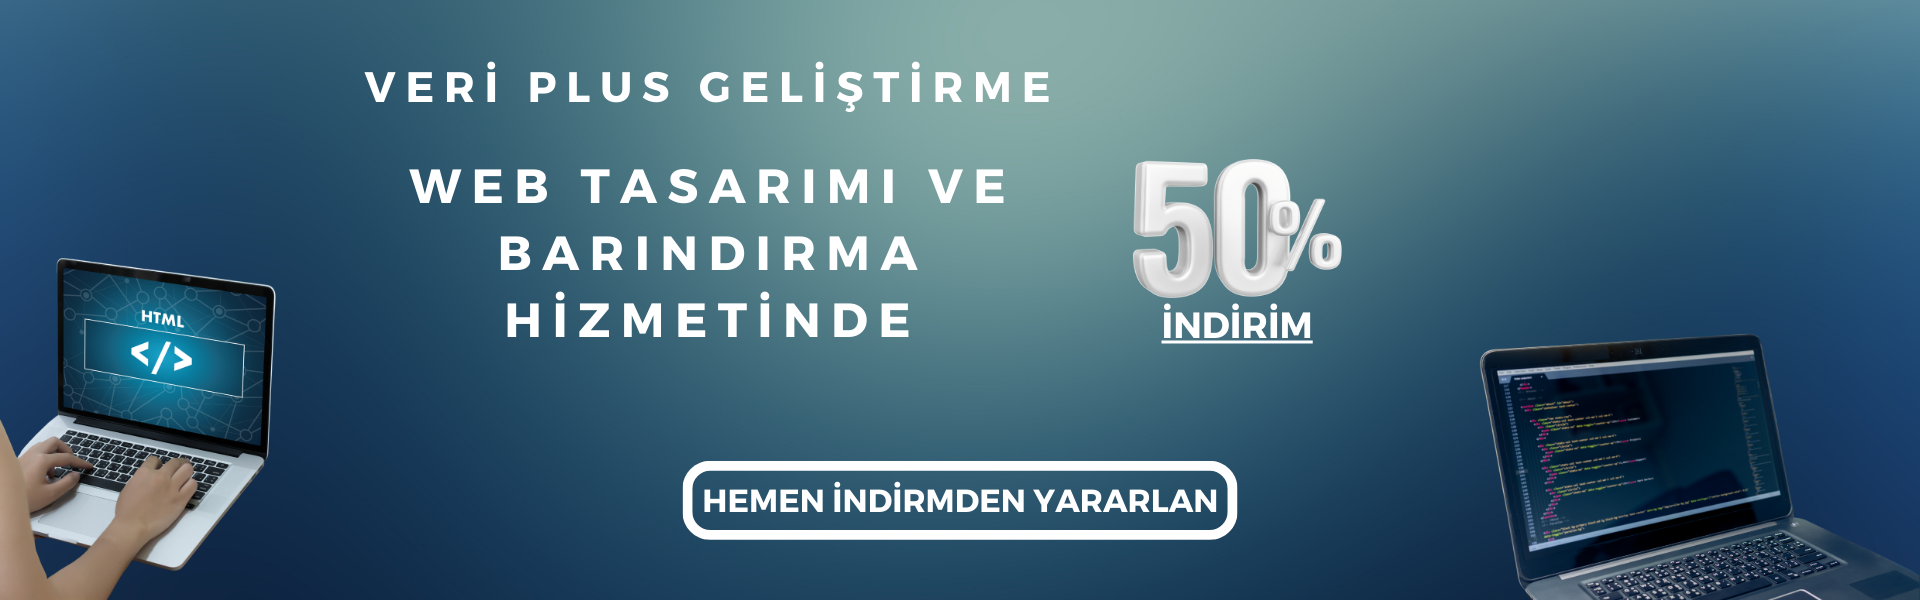 VERİ PLUS GELİŞTİRME
WEB TASARIMI VE
BARINDIRMA
HİZMETİNDE
50%
İNDİRİM
HEMEN İNDİRMDEN YARARLAN
HTML
</>